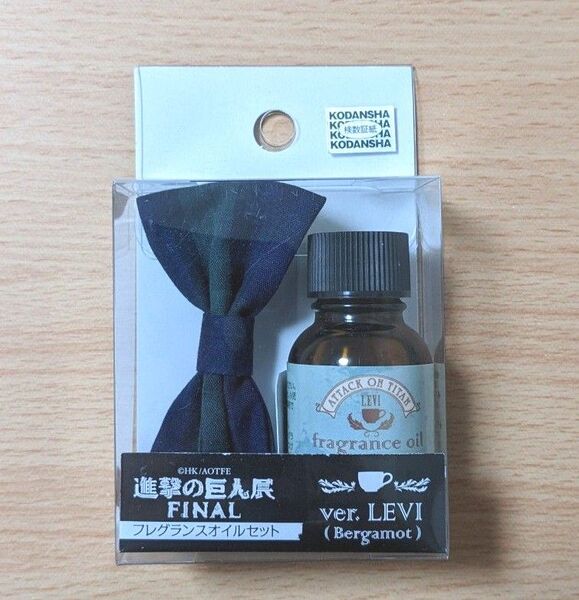 KODANSHA
KODANSHA
検数証紙
KODANSHA
KODANSHA
ATTACK ON TITAN
LEVI
fragrance oil
©HK/AOTFE
進撃の巨人展
FINAL
フレグランスオイルセット
ver. LEVI
(Bergamot)